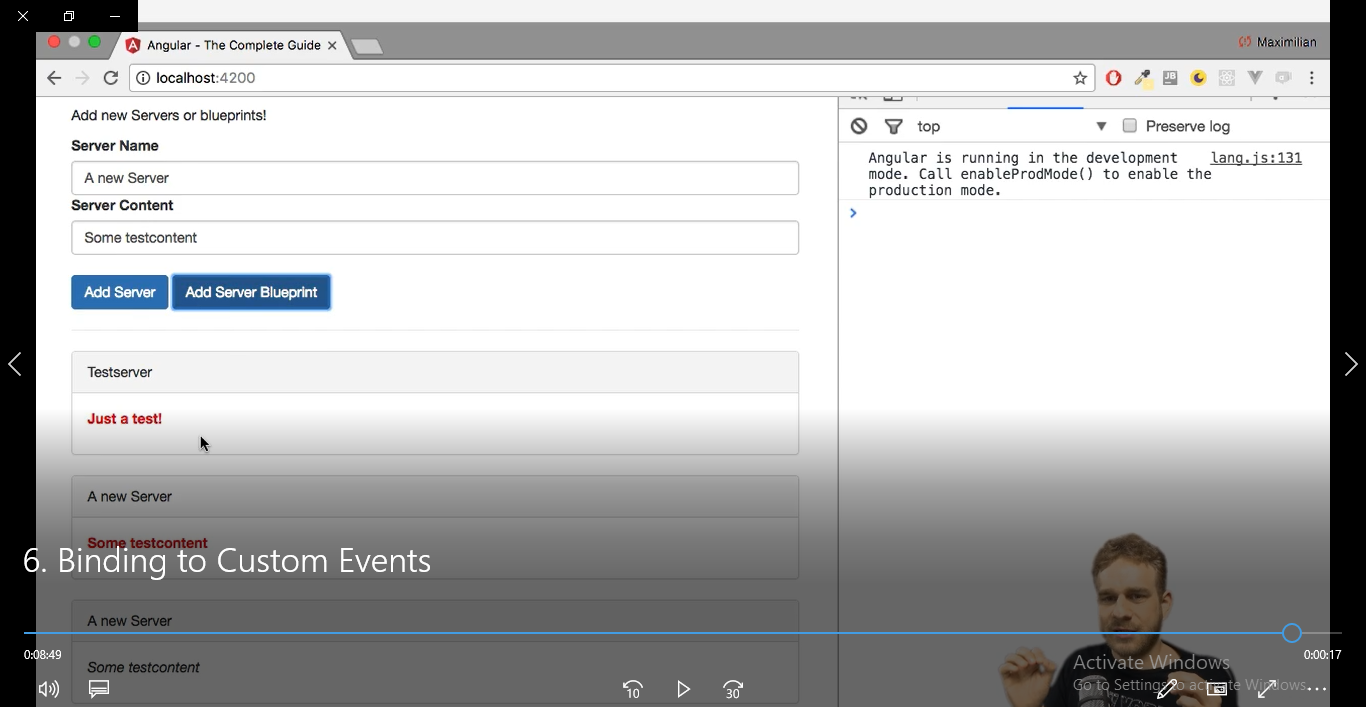 Angular - The Complete Guide
Maximilian
localhost:4200
Add new Servers or blueprints!
Server Name
A new Server
Server Content
Some testcontent
Add Server
Add Server Blueprint
Testserver
Just a test!
A new Server
Some testcontent
A new Server
Some testcontent
top
Preserve log
Angular is running in the development
lang.js:131
mode. Call enableProdMode() to enable the
production mode.
6. Binding to Custom Events
0:08:49
0:00:17
10
30
Activate Windows
Go to Settings to activate Windows.
JB